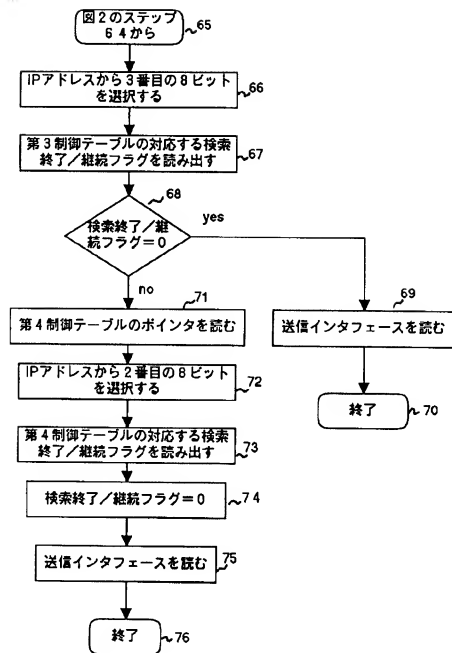 図2のステップ
64から
65
IPアドレスから3番目の8ビット
を選択する
66
第3制御テーブルの対応する検索
終了/継続フラグを読み出す
67
68
検索終了/継
続フラグ=0
yes
no
69
送信インタフェースを読む
終了
70
71
第4制御テーブルのポインタを読む
IPアドレスから2番目の8ビット
を選択する
72
第4制御テーブルの対応する検索
終了/継続フラグを読み出す
73
検索終了/継続フラグ=0
74
送信インタフェースを読む
75
終了
76